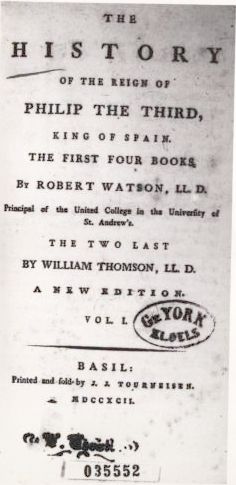 THE
HISTORY
OF THE REIGN OF
PHILIP THE THIRD,
KING OF SPAIN.
THE FIRST FOUR BOOKS
BY ROBERT WATSON, LL. D.
Principal of the United College in the University of
St. Andrew's.
THE TWO LAST
BY WILLIAM THOMSON, LL. D.
A NEW EDITION.
VOL. I.
YORK
BASIL:
Printed and sold by J. J. TOURNEISEN.
MDCCXCII.
035552